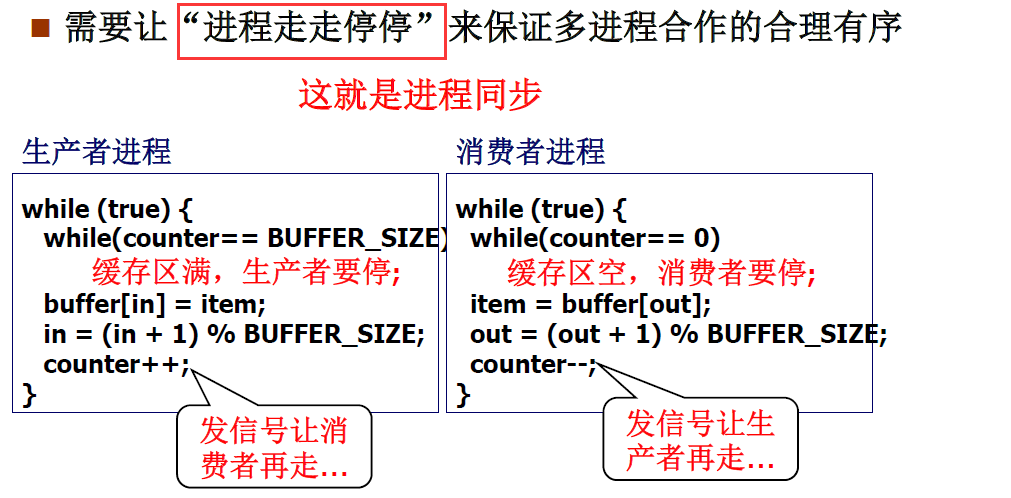 需要让“进程走走停停”来保证多进程合作的合理有序
这就是进程同步
生产者进程
while (true) {
while(counter== BUFFER_SIZE)
缓存区满，生产者要停;
buffer[in] = item;
in = (in + 1) % BUFFER_SIZE;
counter++;
}
发信号让消
费者再走…
消费者进程
while (true) {
while(counter== 0)
缓存区空，消费者要停;
item = buffer[out];
out = (out + 1) % BUFFER_SIZE;
counter--;
}
发信号让生
产者再走…